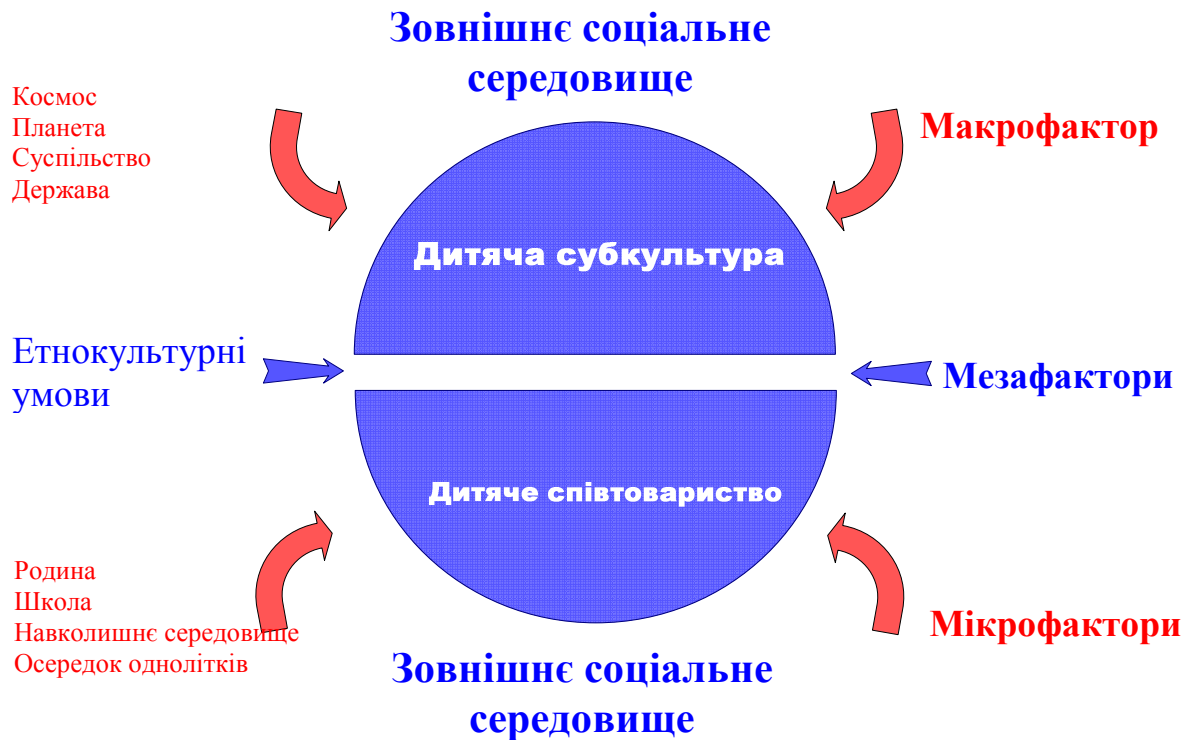 Зовнішнє соціальне
середовище
Космос
Планета
Суспільство
Держава
Макрофактор
Дитяча субкультура
Етнокультурні
умови
Мезафактори
Дитяче співтовариство
Родина
Школа
Навколишнє середовище
Осередок однолітків
Мікрофактори
Зовнішнє соціальне
середовище